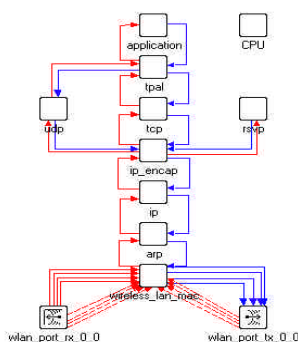 application
CPU
tpal
udp
tcp
rsvp
ip_encap
ip
arp
wireless_lan_mac
wlan_port_rx_0_0
wlan_port_tx_0_0